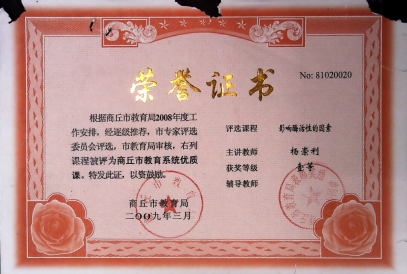 荣誉证书
No: 81020020
根据商丘市教育局2008年度工
作安排，经逐级推荐，市专家评选
委员会评选，市教育局审核，右列
课程被评为商丘市教育系统优质
课。特发此证，以资鼓励。
商丘市教育局
二〇〇九年三月
评选课程 影响酶活性的因素
主讲教师 杨崇利
获奖等级 壹等
辅导教师